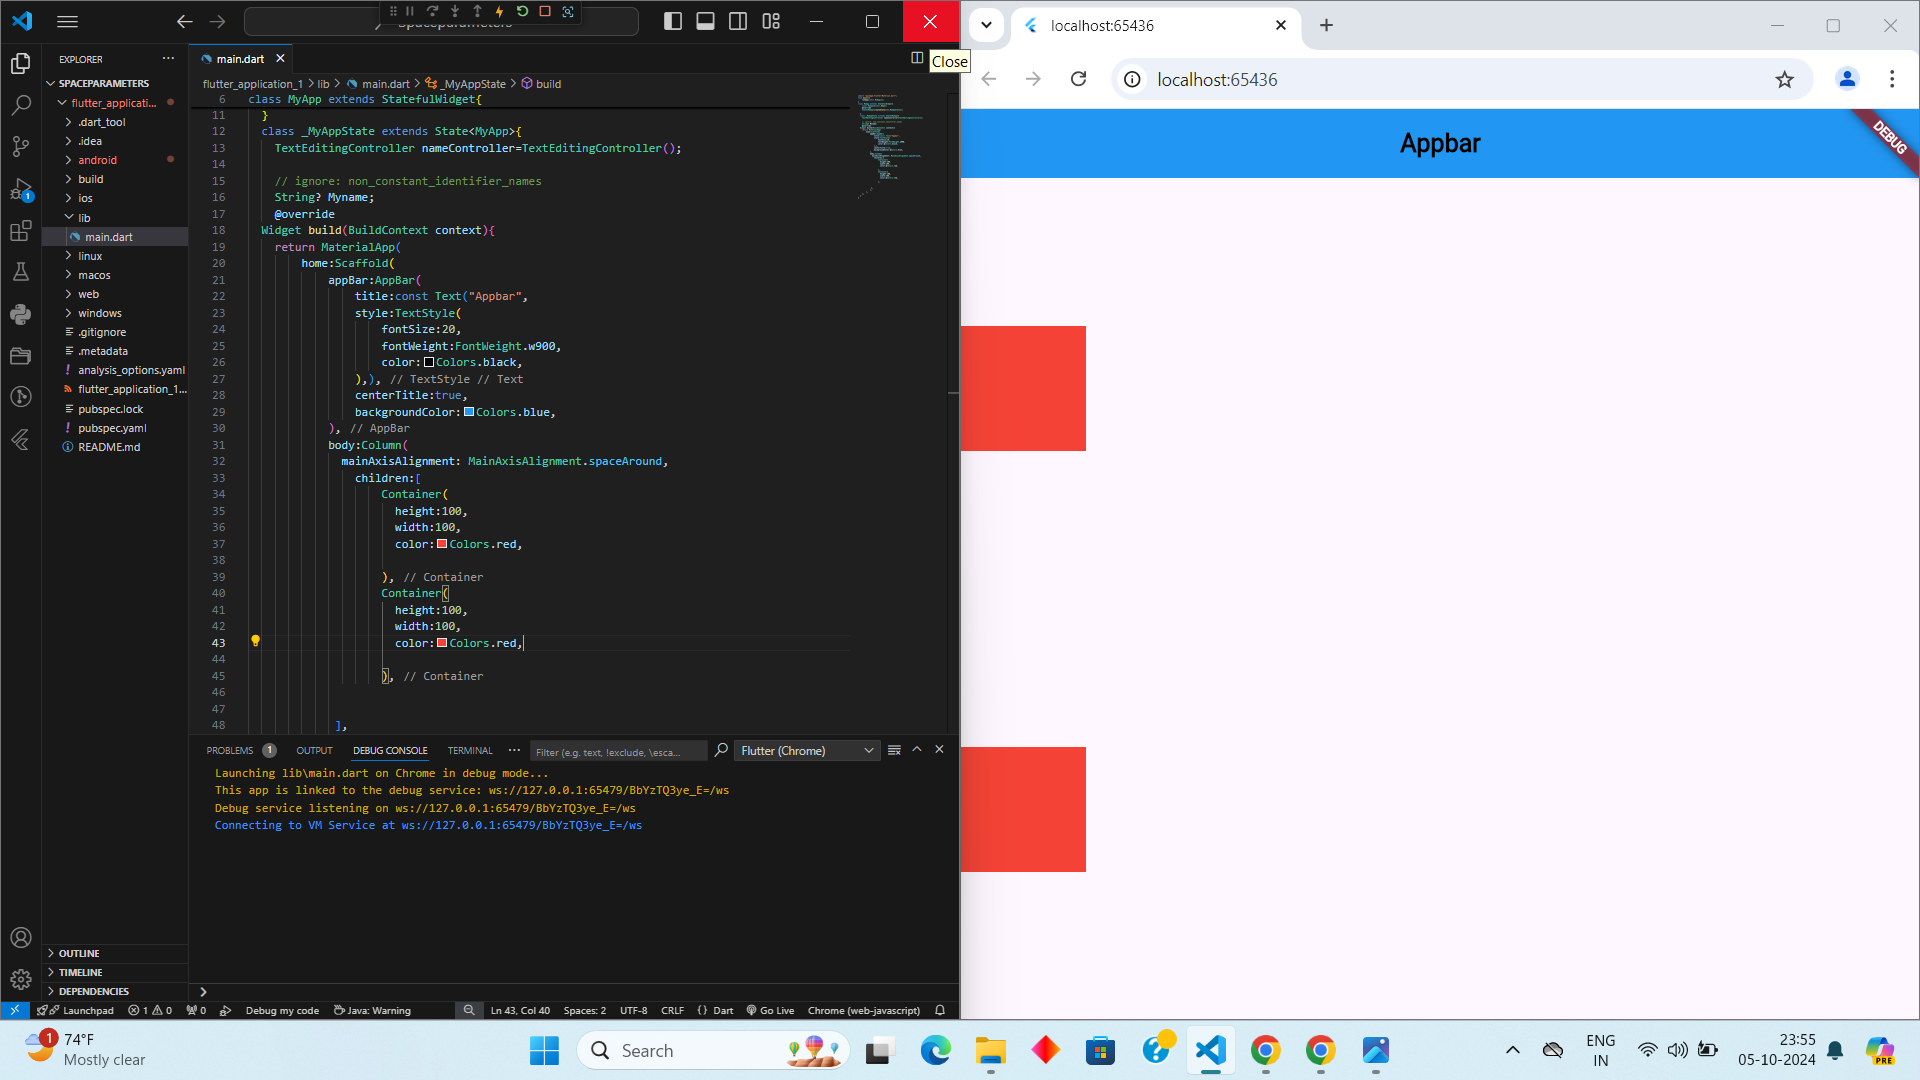 Spaceparameters
Close
EXPLORER
SPACEPARAMETERS
flutter_applicati...
.dart_tool
.idea
android
build
ios
lib
main.dart
linux
macos
web
windows
.gitignore
.metadata
analysis_options.yaml
flutter_application_1...
pubspec.lock
pubspec.yaml
README.md
OUTLINE
TIMELINE
DEPENDENCIES
main.dart
flutter_application_1 > lib > main.dart > _MyAppState > build
6 class MyApp extends StatefulWidget{
11 }
12 class _MyAppState extends State<MyApp>{
13 TextEditingController nameController=TextEditingController();
14
15 // ignore: non_constant_identifier_names
16 String? Myname;
17 @override
18 Widget build(BuildContext context){
19 return MaterialApp(
20 home:Scaffold(
21 appBar:AppBar(
22 title:const Text("Appbar",
23 style:TextStyle(
24 fontSize:20,
25 fontWeight:FontWeight.w900,
26 color:Colors.black,
27 ),), // TextStyle // Text
28 centerTitle:true,
29 backgroundColor:Colors.blue,
30 ), // AppBar
31 body:Column(
32 mainAxisAlignment: MainAxisAlignment.spaceAround,
33 children:[
34 Container(
35 height:100,
36 width:100,
37 color:Colors.red,
38
39 ), // Container
40 Container(
41 height:100,
42 width:100,
43 color:Colors.red,
44
45 ), // Container
46
47
48 ],
PROBLEMS 1 OUTPUT DEBUG CONSOLE TERMINAL ... Filter (e.g. text, !exclude, \esca... Flutter (Chrome)
Launching lib\main.dart on Chrome in debug mode...
This app is linked to the debug service: ws://127.0.0.1:65479/BbYzTQ3ye_E=/ws
Debug service listening on ws://127.0.0.1:65479/BbYzTQ3ye_E=/ws
Connecting to VM Service at ws://127.0.0.1:65479/BbYzTQ3ye_E=/ws
Launchpad 1 0 0 Debug my code Java: Warning Ln 43, Col 40 Spaces: 2 UTF-8 CRLF {} Dart Go Live Chrome (web-javascript)
localhost:65436
localhost:65436
Appbar
DEBUG
1
74°F
Mostly clear
Search
ENG
IN
23:55
05-10-2024
PRE